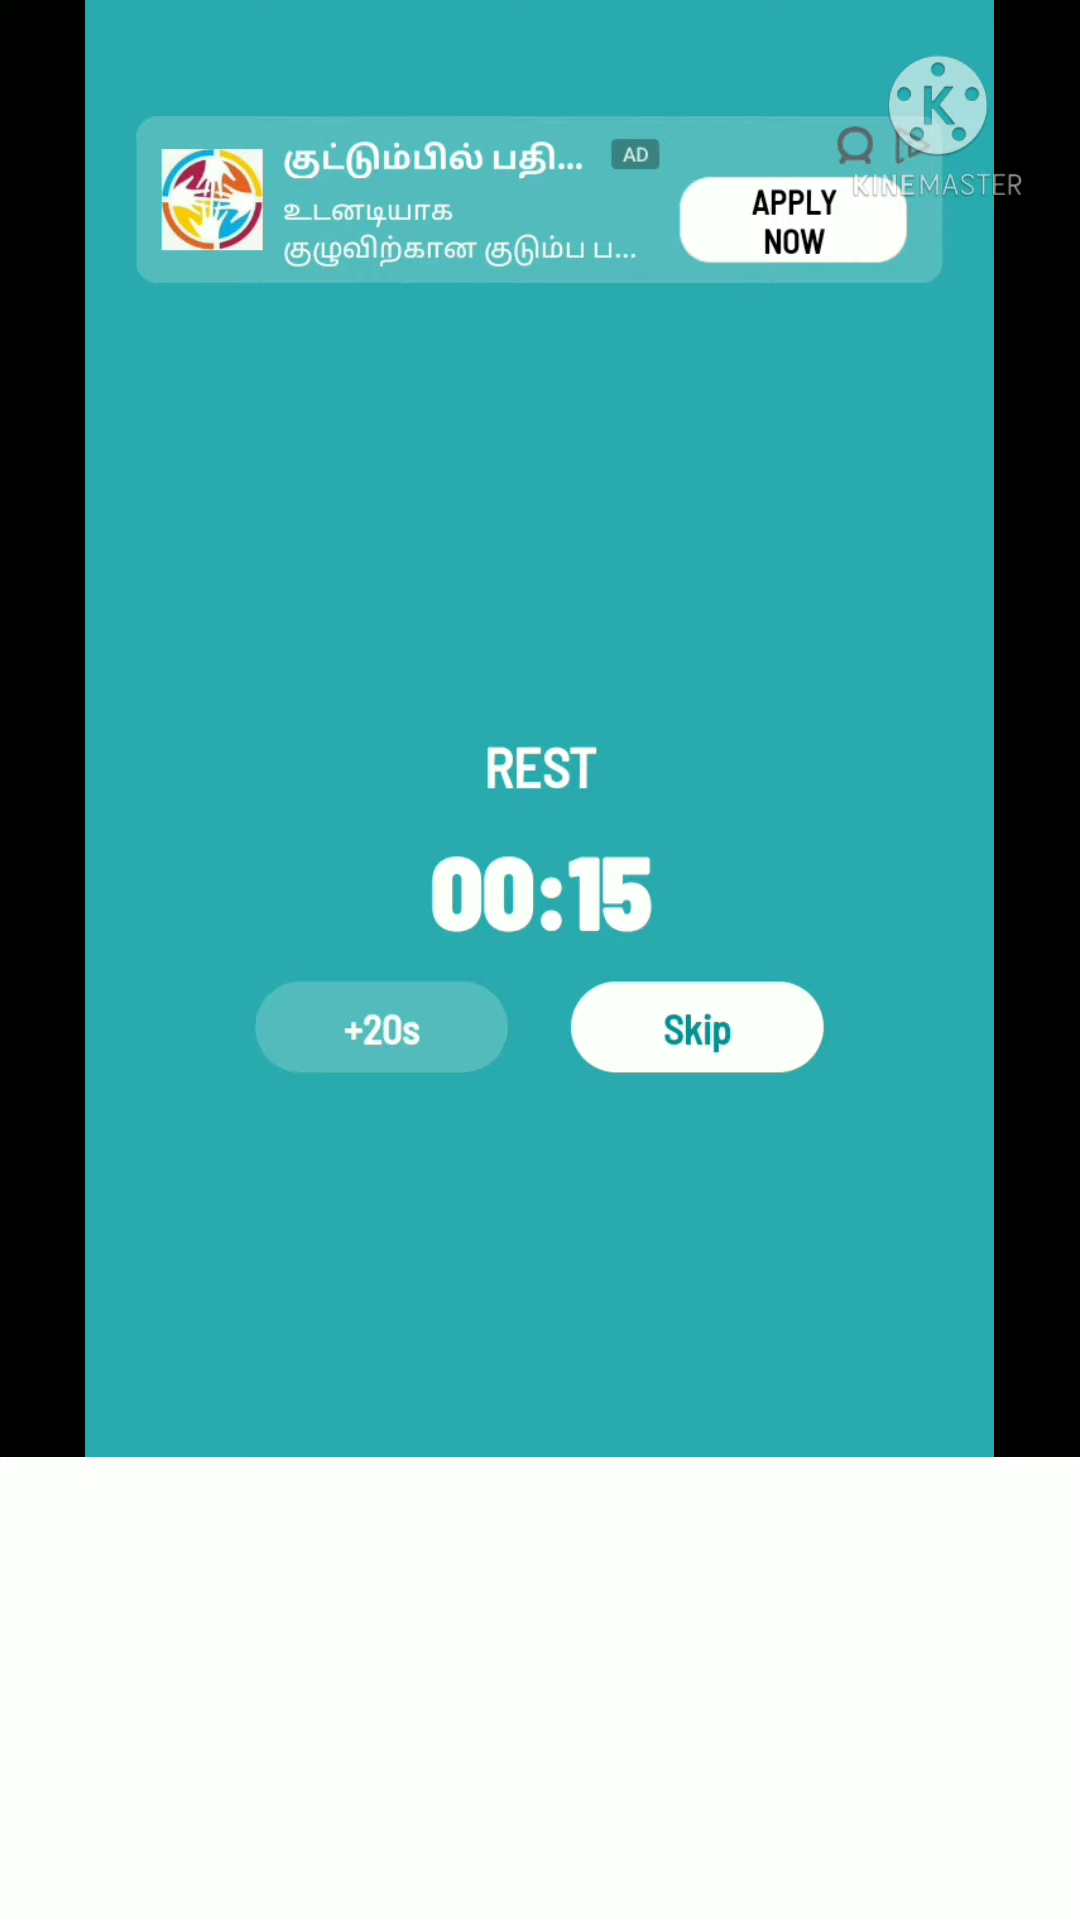 குட்டும்பில் பதி... AD
உடனடியாக
குழுவிற்கான குடும்ப ப...
APPLY
NOW
K
KINEMASTER
REST
00:15
+20s
Skip